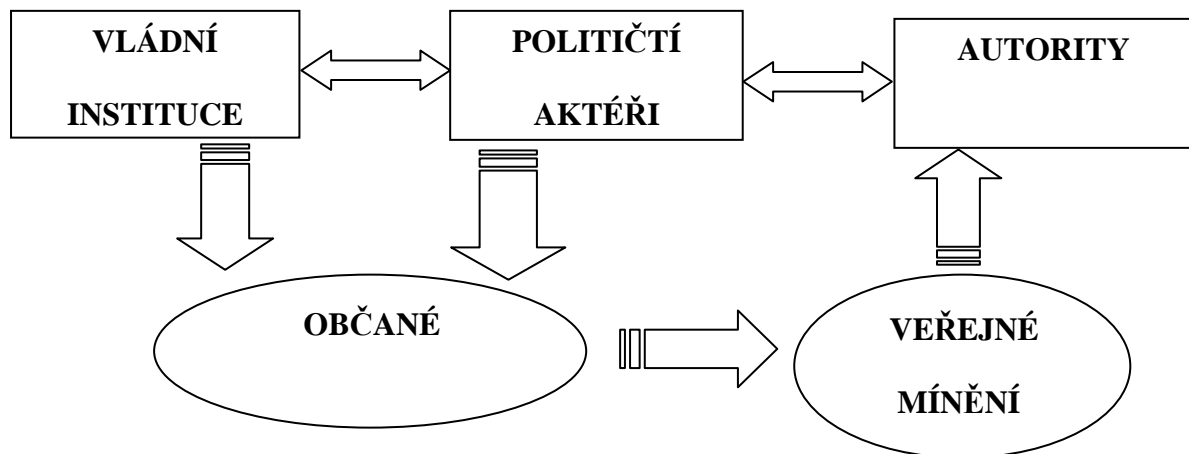 VLÁDNÍ
INSTITUCE
POLITIČTÍ
AKTÉŘI
AUTORITY
OBČANÉ
VEŘEJNÉ
MÍNĚNÍ